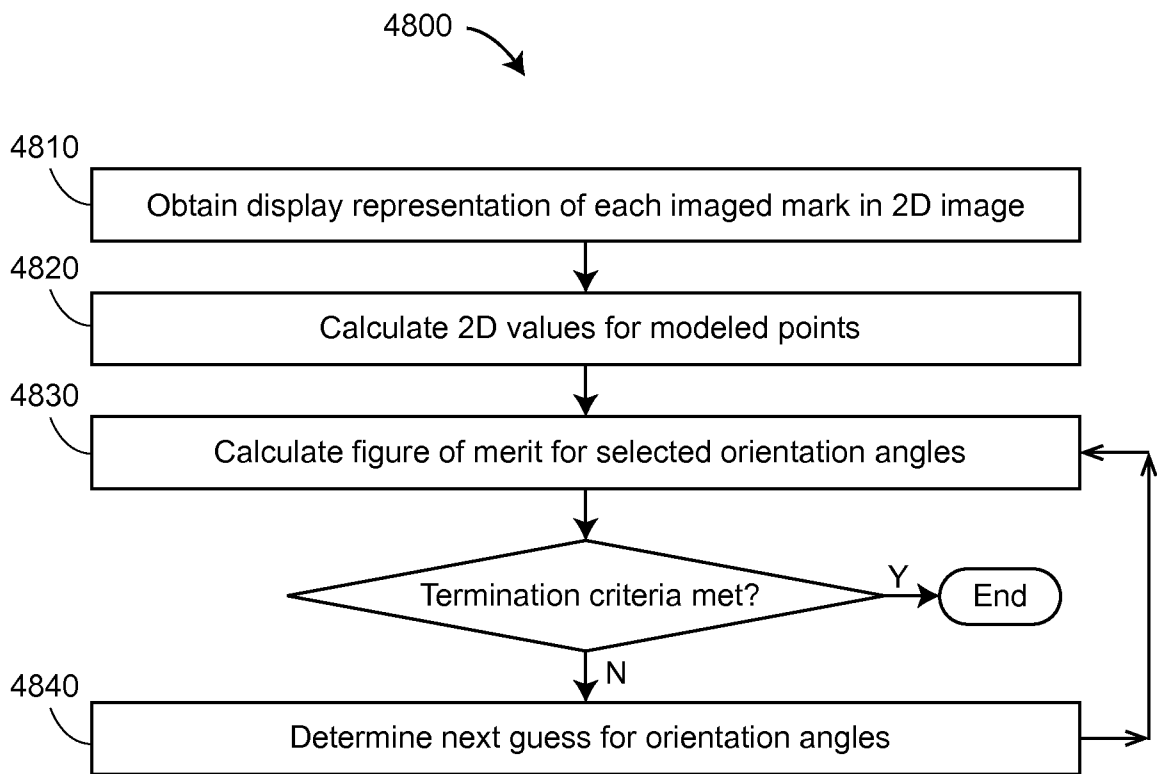 4800
4810
Obtain display representation of each imaged mark in 2D image
4820
Calculate 2D values for modeled points
4830
Calculate figure of merit for selected orientation angles
Termination criteria met?
Y
End
N
4840
Determine next guess for orientation angles